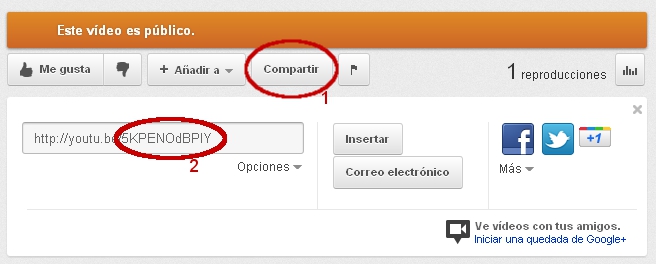 Este vídeo es público.
Me gusta
Añadir a
Compartir
1 reproducciones
1
http://youtu.be/5KPENOdBPIY
2
Opciones
Insertar
Correo electrónico
f
+1
Más
Ve vídeos con tus amigos.
Iniciar una quedada de Google+